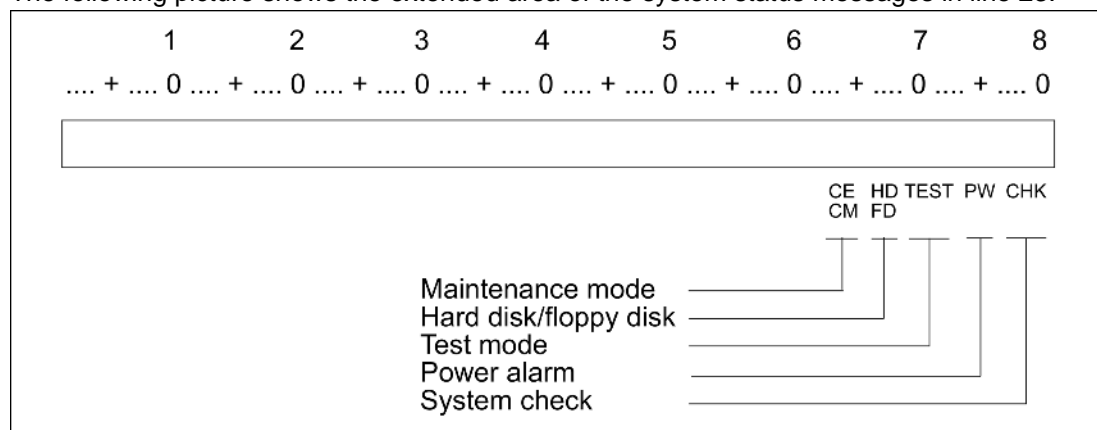 The following picture shows the extended area of the system status messages in line 25.
1 2 3 4 5 6 7 8
.... + .... 0 .... + .... 0 .... + .... 0 .... + .... 0 .... + .... 0 .... + .... 0 .... + .... 0 .... + .... 0
CE HD TEST PW CHK
CM FD
Maintenance mode
Hard disk/floppy disk
Test mode
Power alarm
System check